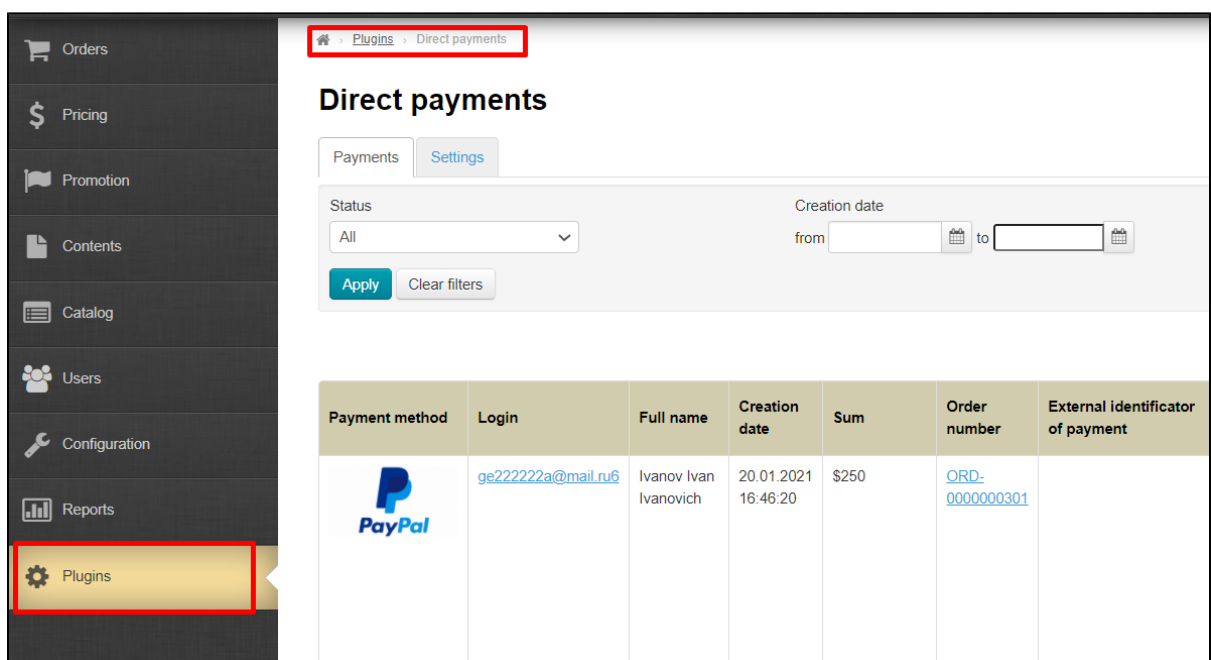 Orders
Pricing
Promotion
Contents
Catalog
Users
Configuration
Reports
Plugins
Plugins › Direct payments
Direct payments
Payments Settings
Status
All
Creation date
from to
Apply Clear filters
Payment method Login Full name Creation date Sum Order number External identificator of payment
PayPal
ge222222a@mail.ru6
Ivanov Ivan
Ivanovich
20.01.2021
16:46:20
$250
ORD-
0000000301